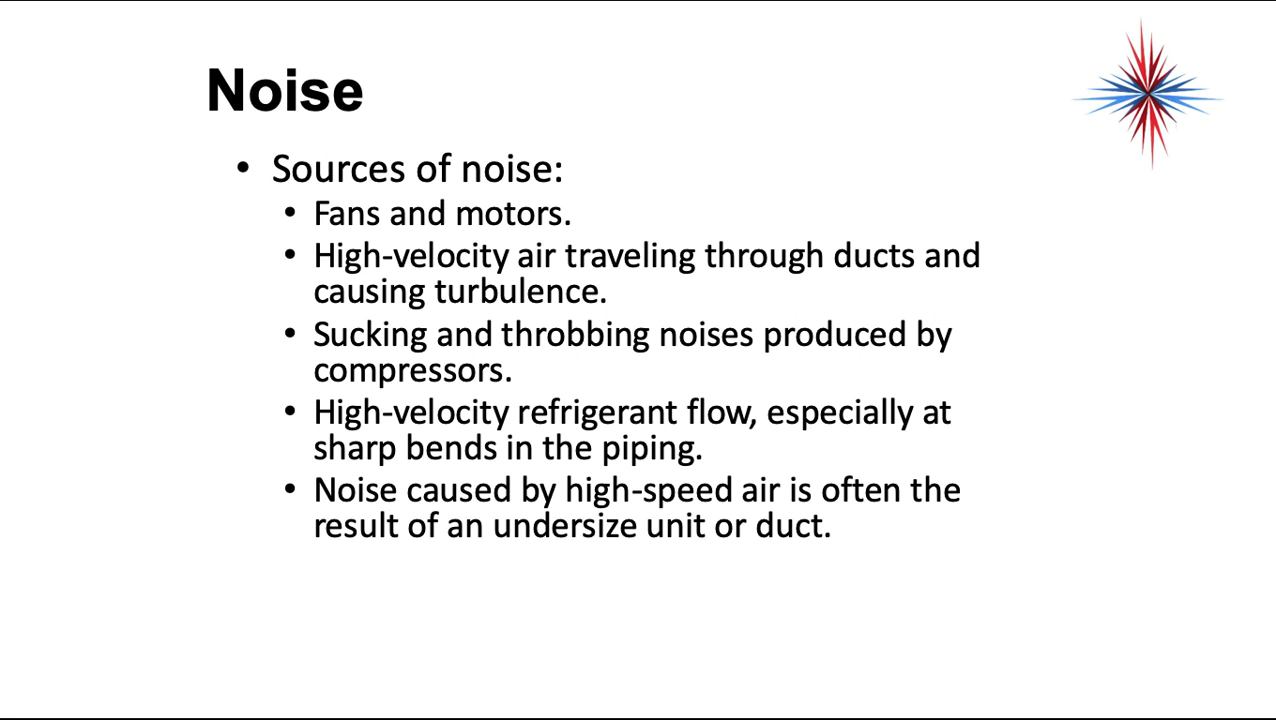 Noise
• Sources of noise:
• Fans and motors.
• High-velocity air traveling through ducts and
causing turbulence.
• Sucking and throbbing noises produced by
compressors.
• High-velocity refrigerant flow, especially at
sharp bends in the piping.
• Noise caused by high-speed air is often the
result of an undersize unit or duct.